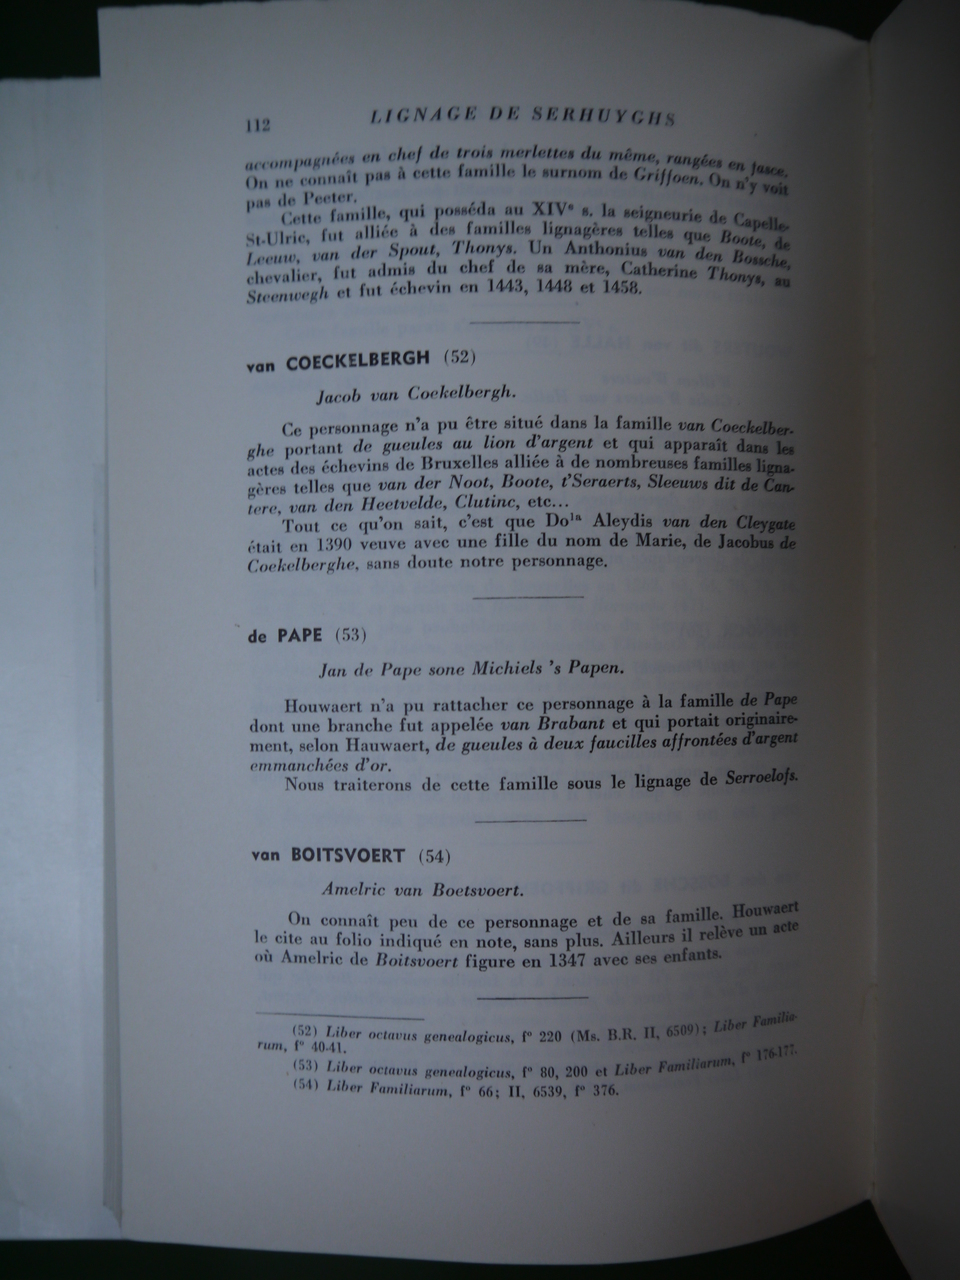 112
LIGNAGE DE SERHUYGHS
accompagnées en chef de trois merlettes du même, rangées en fasce.
On ne connaît pas à cette famille le surnom de Griffoen. On n'y voit
pas de Peeter.
Cette famille, qui posséda au XIVe s. la seigneurie de Capelle-
St-Ulric, fut alliée à des familles lignagères telles que Boote, de
Leeuw, van der Spout, Thonys. Un Anthonius van den Bossche,
chevalier, fut admis du chef de sa mère, Catherine Thonys, au
Steenwegh et fut échevin en 1443, 1448 et 1458.
van COECKELBERGH (52)
Jacob van Coekelbergh.
Ce personnage n'a pu être situé dans la famille van Coeckelber-
ghe portant de gueules au lion d'argent et qui apparaît dans les
actes des échevins de Bruxelles alliée à de nombreuses familles ligna-
gères telles que van der Noot, Boote, t'Seraerts, Sleeuws dit de Can-
tere, van den Heetvelde, Clutinc, etc...
Tout ce qu'on sait, c'est que Dola Aleydis van den Cleygate
était en 1390 veuve avec une fille du nom de Marie, de Jacobus de
Coekelberghe, sans doute notre personnage.
de PAPE (53)
Jan de Pape sone Michiels 's Papen.
Houwaert n'a pu rattacher ce personnage à la famille de Pape
dont une branche fut appelée van Brabant et qui portait originaire-
ment, selon Hauwaert, de gueules à deux faucilles affrontées d'argent
emmanchées d'or.
Nous traiterons de cette famille sous le lignage de Serroelofs.
van BOITSVOERT (54)
Amelric van Boetsvoert.
On connaît peu de ce personnage et de sa famille. Houwaert
le cite au folio indiqué en note, sans plus. Ailleurs il relève un acte
où Amelric de Boitsvoert figure en 1347 avec ses enfants.
(52) Liber octavus genealogicus, f° 220 (Ms. B.R. II, 6509); Liber Familia-
rum, f° 40-41.
(53) Liber octavus genealogicus, f° 80, 200 et Liber Familiarum, f° 176-177.
(54) Liber Familiarum, f° 66; II, 6539, f° 376.